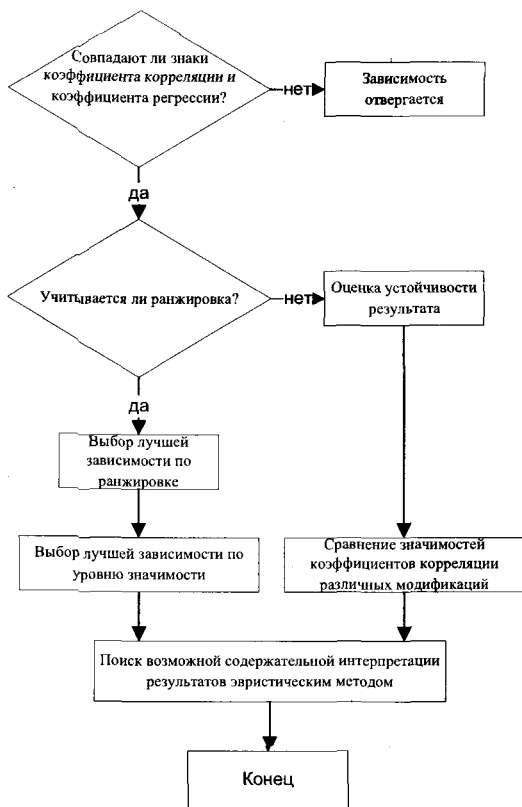 Совпадают ли знаки
коэффициента корреляции и
коэффициента регрессии?
нет
Зависимость
отвергается
да
Учитывается ли ранжировка?
нет
Оценка устойчивости
результата
да
Выбор лучшей
зависимости по
ранжировке
Выбор лучшей зависимости по
уровню значимости
Сравнение значимостей
коэффициентов корреляции
различных модификаций
Поиск возможной содержательной интерпретации
результатов эвристическим методом
Конец